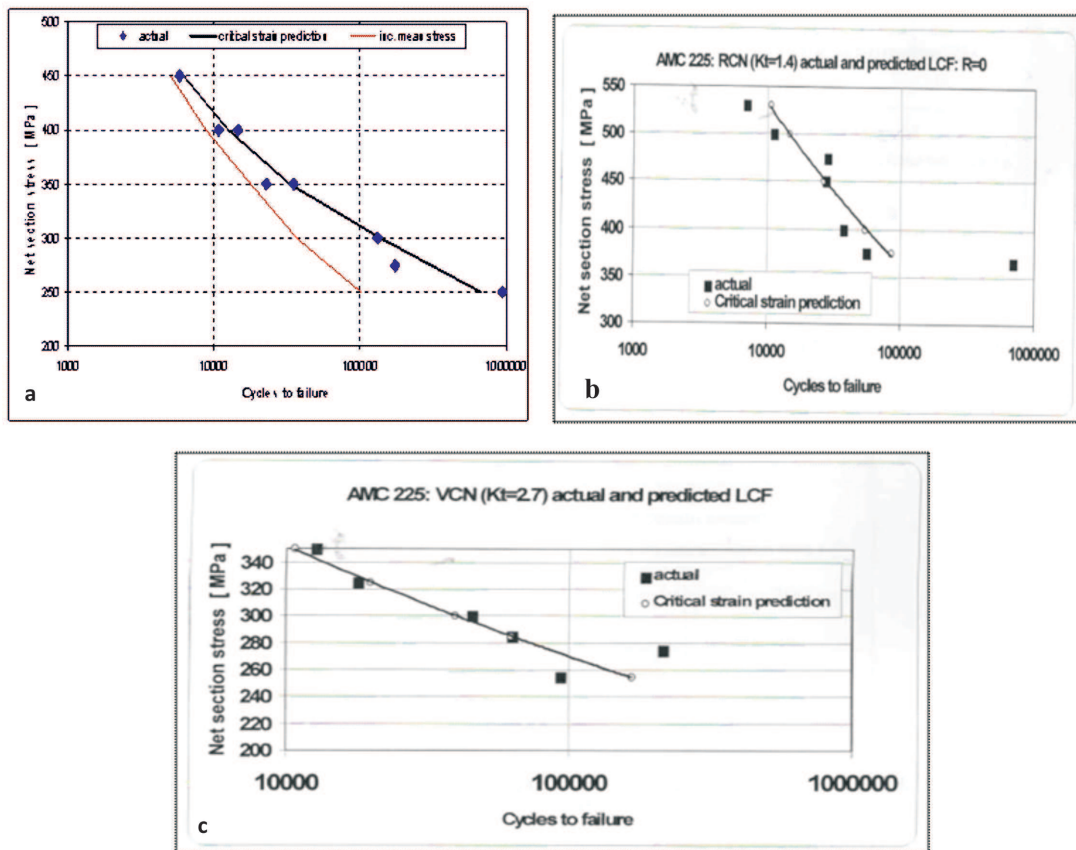 500
actual
critical strain prediction
inc. mean stress
450
400
350
300
250
200
Net section stress [MPa]
1000
10000
100000
1000000
Cycles to failure
a
AMC 225: RCN (Kt=1.4) actual and predicted LCF: R=0
550
500
450
400
350
300
Net section stress [MPa]
actual
Critical strain prediction
1000
10000
100000
1000000
Cycles to failure
b
AMC 225: VCN (Kt=2.7) actual and predicted LCF
340
320
300
280
260
240
220
200
Net section stress [MPa]
actual
Critical strain prediction
10000
100000
1000000
Cycles to failure
c